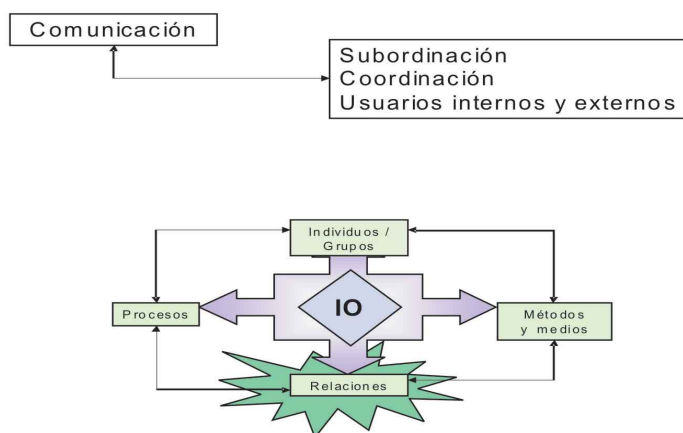 Comunicación
Subordinación
Coordinación
Usuarios internos y externos
Individuos /
Grupos
IO
Procesos
Métodos
y medios
Relaciones